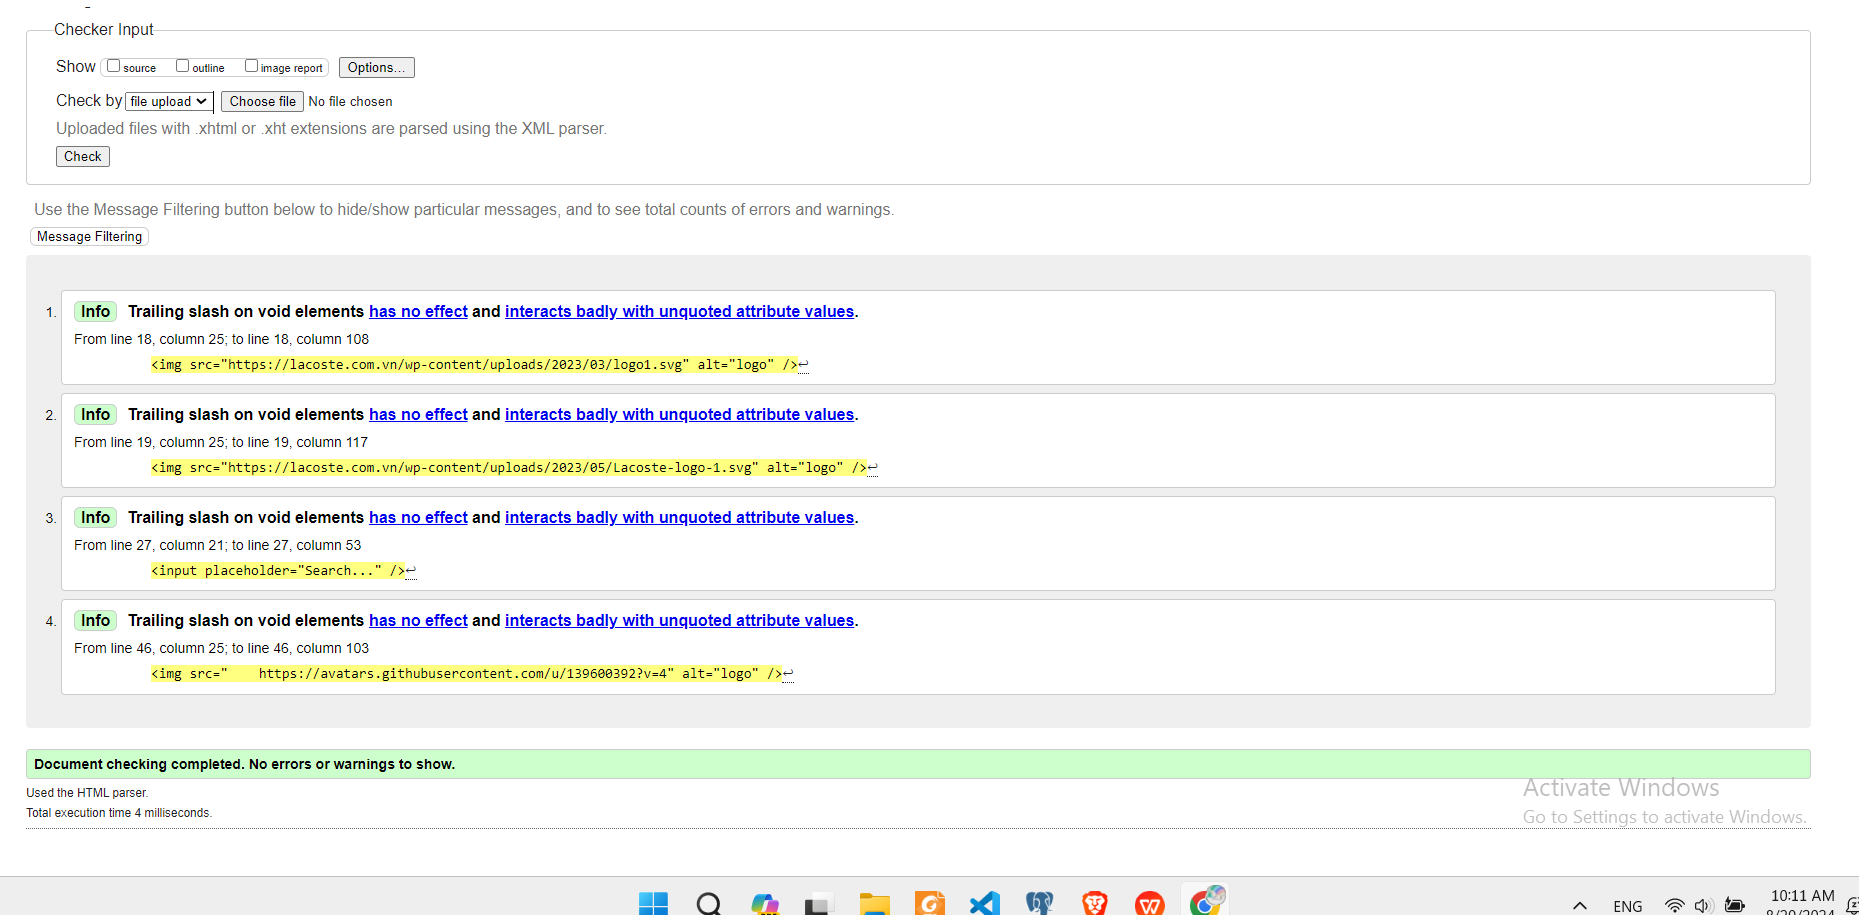 Checker Input
Show source outline image report Options...
Check by file upload Choose file No file chosen
Uploaded files with .xhtml or .xht extensions are parsed using the XML parser.
Check
Use the Message Filtering button below to hide/show particular messages, and to see total counts of errors and warnings.
Message Filtering
1. Info Trailing slash on void elements has no effect and interacts badly with unquoted attribute values.
From line 18, column 25; to line 18, column 108
<img src="https://lacoste.com.vn/wp-content/uploads/2023/03/logo1.svg" alt="logo" />↩
2. Info Trailing slash on void elements has no effect and interacts badly with unquoted attribute values.
From line 19, column 25; to line 19, column 117
<img src="https://lacoste.com.vn/wp-content/uploads/2023/05/Lacoste-logo-1.svg" alt="logo" />↩
3. Info Trailing slash on void elements has no effect and interacts badly with unquoted attribute values.
From line 27, column 21; to line 27, column 53
<input placeholder="Search..." />↩
4. Info Trailing slash on void elements has no effect and interacts badly with unquoted attribute values.
From line 46, column 25; to line 46, column 103
<img src="    https://avatars.githubusercontent.com/u/139600392?v=4" alt="logo" />↩
Document checking completed. No errors or warnings to show.
Used the HTML parser.
Total execution time 4 milliseconds.
Activate Windows
Go to Settings to activate Windows.
ENG
10:11 AM
8/20/2024